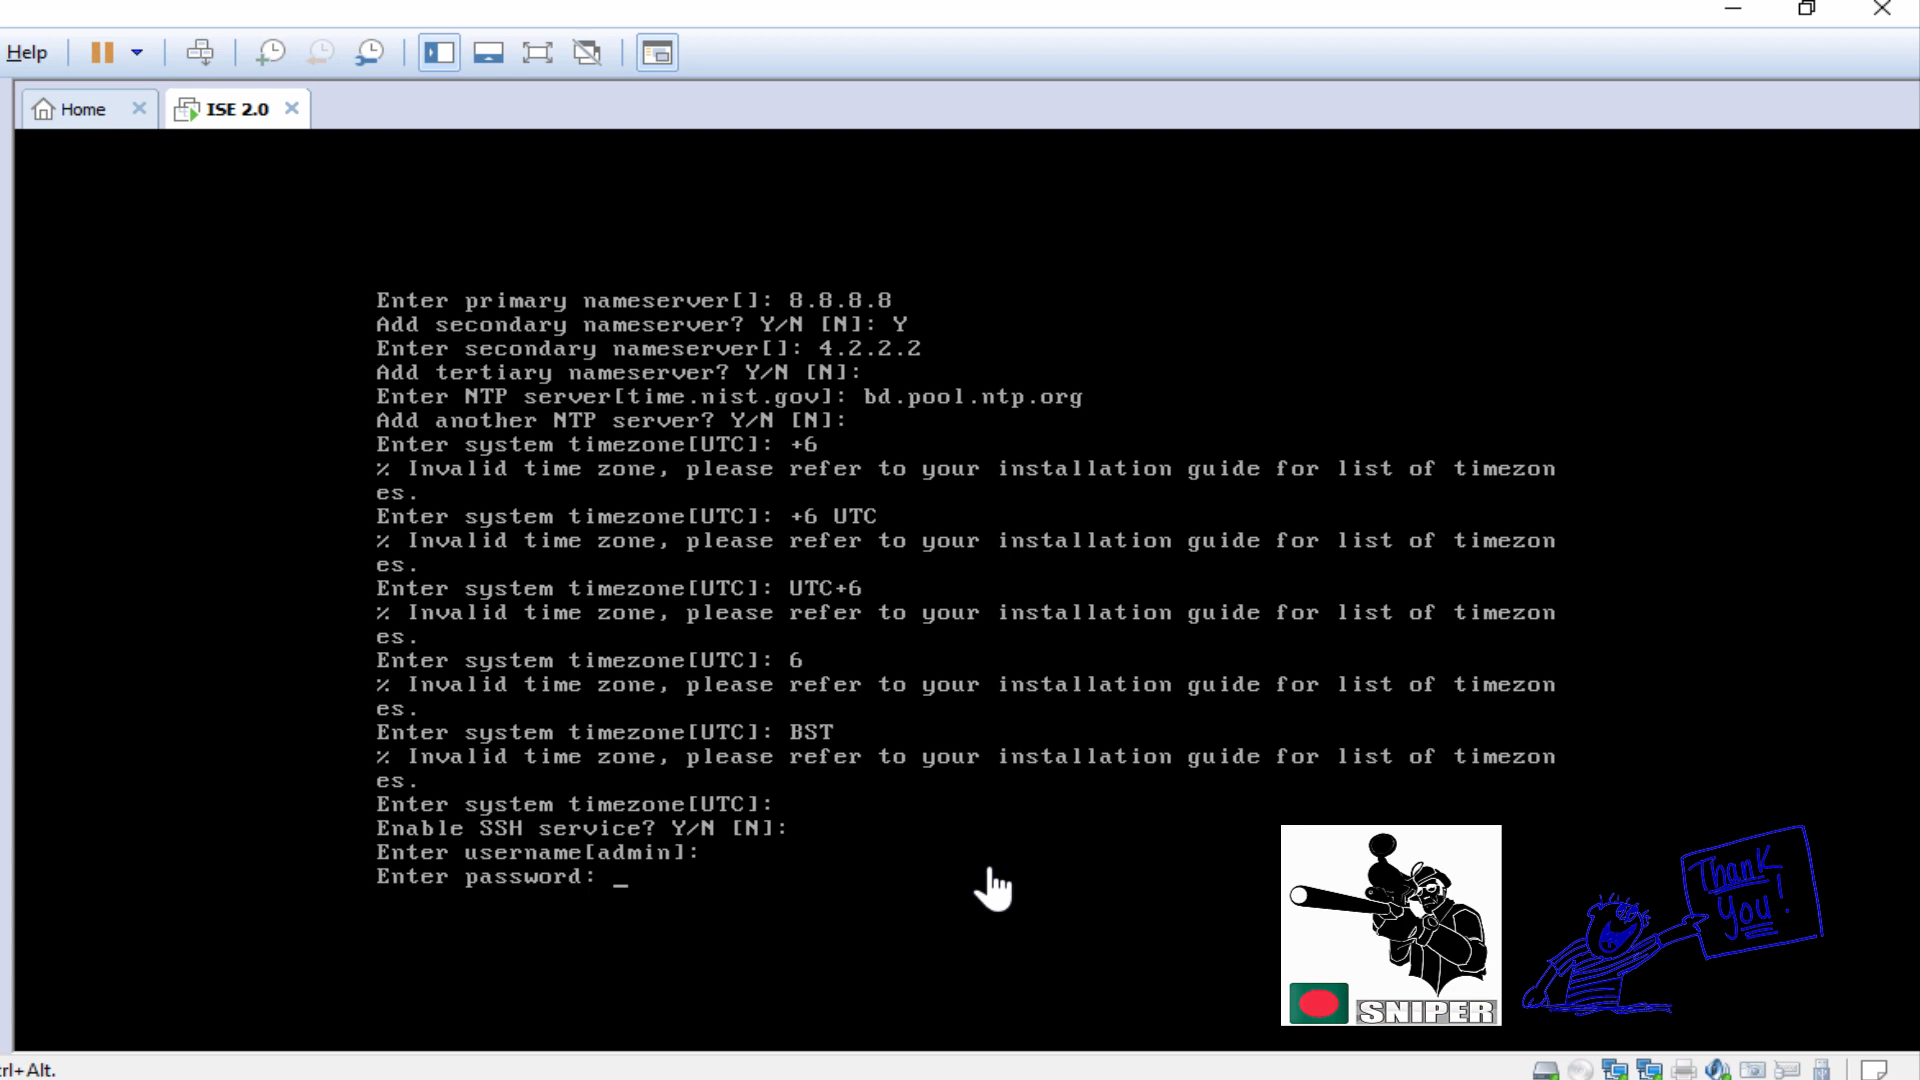 Help
Home
ISE 2.0
Enter primary nameserver[]: 8.8.8.8
Add secondary nameserver? Y/N [N]: Y
Enter secondary nameserver[]: 4.2.2.2
Add tertiary nameserver? Y/N [N]:
Enter NTP server[time.nist.gov]: bd.pool.ntp.org
Add another NTP server? Y/N [N]:
Enter system timezone[UTC]: +6
% Invalid time zone, please refer to your installation guide for list of timezon
es.
Enter system timezone[UTC]: +6 UTC
% Invalid time zone, please refer to your installation guide for list of timezon
es.
Enter system timezone[UTC]: UTC+6
% Invalid time zone, please refer to your installation guide for list of timezon
es.
Enter system timezone[UTC]: 6
% Invalid time zone, please refer to your installation guide for list of timezon
es.
Enter system timezone[UTC]: BST
% Invalid time zone, please refer to your installation guide for list of timezon
es.
Enter system timezone[UTC]:
Enable SSH service? Y/N [N]:
Enter username[admin]:
Enter password: _
Thank
You!
SNIPER
rl+Alt.